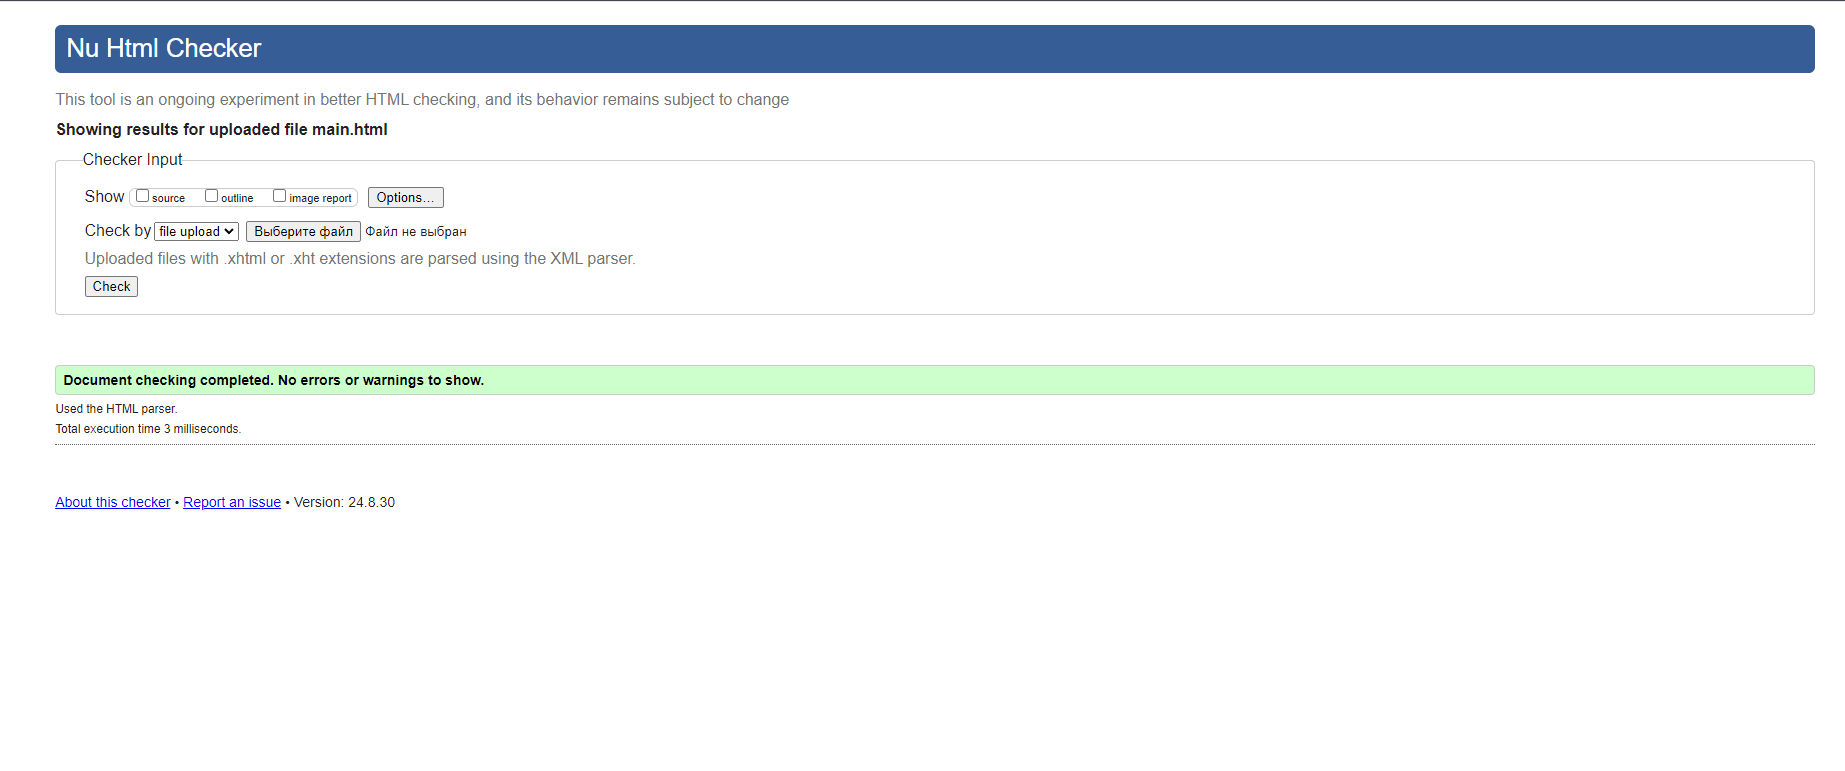 Nu Html Checker
This tool is an ongoing experiment in better HTML checking, and its behavior remains subject to change
Showing results for uploaded file main.html
Checker Input
Show source outline image report Options...
Check by file upload Выберите файл Файл не выбран
Uploaded files with .xhtml or .xht extensions are parsed using the XML parser.
Check
Document checking completed. No errors or warnings to show.
Used the HTML parser.
Total execution time 3 milliseconds.
About this checker • Report an issue • Version: 24.8.30